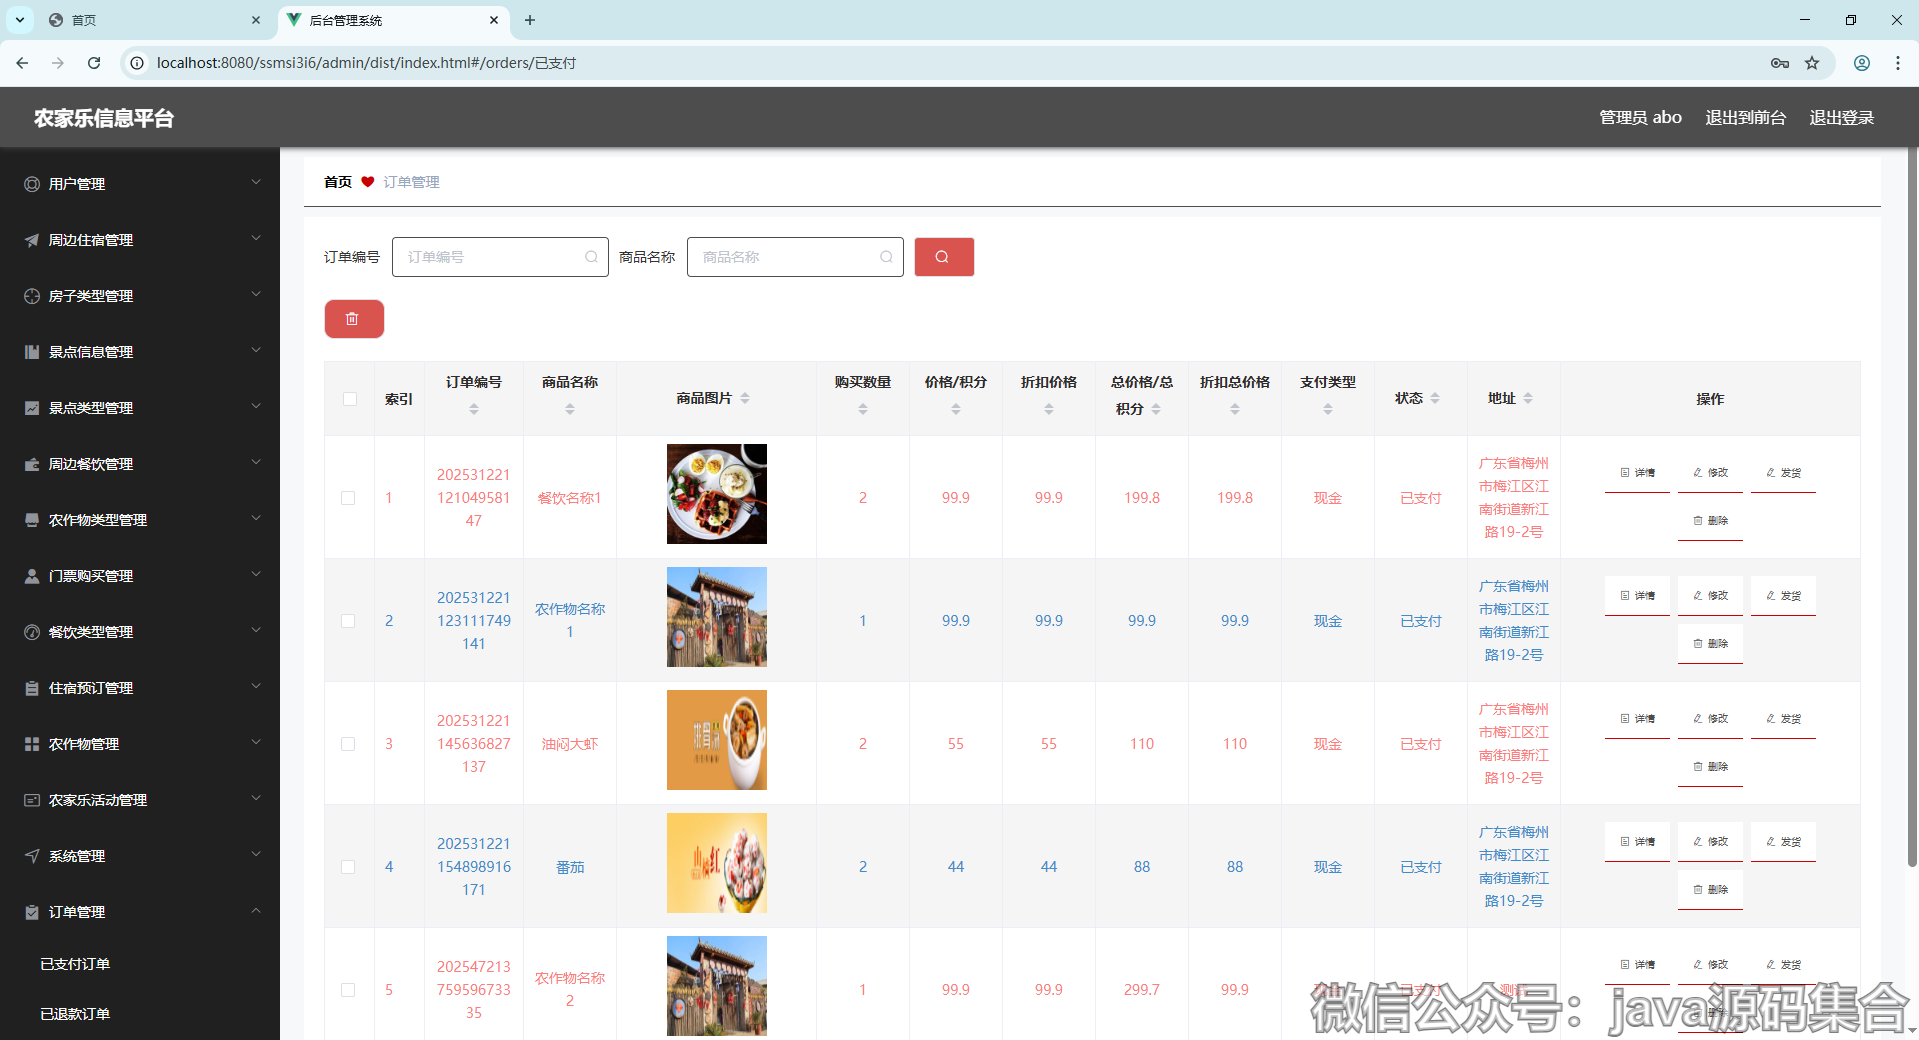 首页
后台管理系统
localhost:8080/ssmsi3i6/admin/dist/index.html#/orders/已支付
农家乐信息平台
管理员 abo
退出到前台
退出登录
用户管理
周边住宿管理
房子类型管理
景点信息管理
景点类型管理
周边餐饮管理
农作物类型管理
门票购买管理
餐饮类型管理
住宿预订管理
农作物管理
农家乐活动管理
系统管理
订单管理
已支付订单
已退款订单
首页 订单管理
订单编号 订单编号 商品名称 商品名称
索引 订单编号 商品名称 商品图片 购买数量 价格/积分 折扣价格 总价格/总
积分 折扣总价格 支付类型 状态 地址 操作
1
202531221
121049581
47
餐饮名称1
2 99.9 99.9 199.8 199.8 现金 已支付
广东省梅州
市梅江区江
南街道新江
路19-2号
详情 修改 发货
删除
2
202531221
123111749
141
农作物名称
1
1 99.9 99.9 99.9 99.9 现金 已支付
广东省梅州
市梅江区江
南街道新江
路19-2号
详情 修改 发货
删除
3
202531221
145636827
137
油闷大虾
2 55 55 110 110 现金 已支付
广东省梅州
市梅江区江
南街道新江
路19-2号
详情 修改 发货
删除
4
202531221
154898916
171
番茄
2 44 44 88 88 现金 已支付
广东省梅州
市梅江区江
南街道新江
路19-2号
详情 修改 发货
删除
5
202547213
759596733
35
农作物名称
2
1 99.9 99.9 299.7 99.9 现金 已支付
详情 修改 发货
删除
微信公众号：java源码集合